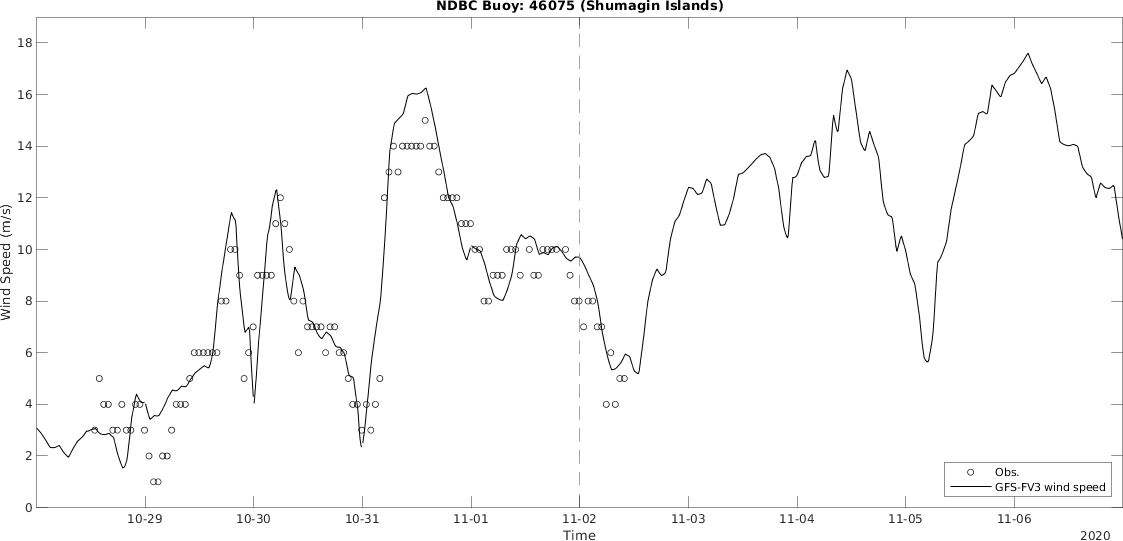 NDBC Buoy: 46075 (Shumagin Islands)
18
16
14
12
10
8
6
4
2
0
Wind Speed (m/s)
Obs.
GFS-FV3 wind speed
10-29 10-30 10-31 11-01 11-02 11-03 11-04 11-05 11-06
Time
2020